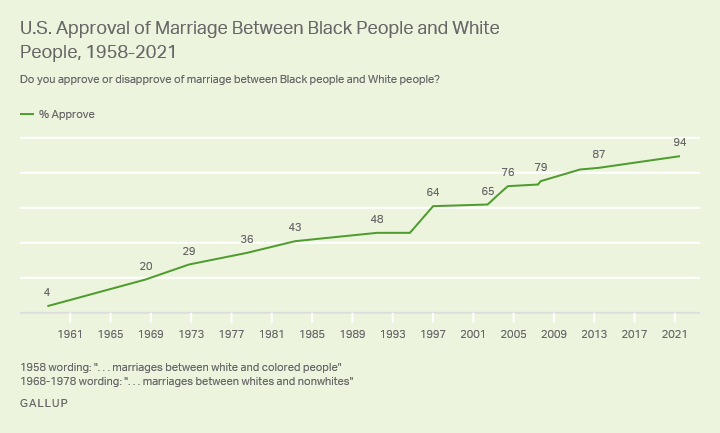 U.S. Approval of Marriage Between Black People and White
People, 1958-2021
Do you approve or disapprove of marriage between Black people and White people?
% Approve
4 20 29 36 43 48 64 65 76 79 87 94
1961 1965 1969 1973 1977 1981 1985 1989 1993 1997 2001 2005 2009 2013 2017 2021
1958 wording: ". . . marriages between white and colored people"
1968-1978 wording: ". . . marriages between whites and nonwhites"
GALLUP